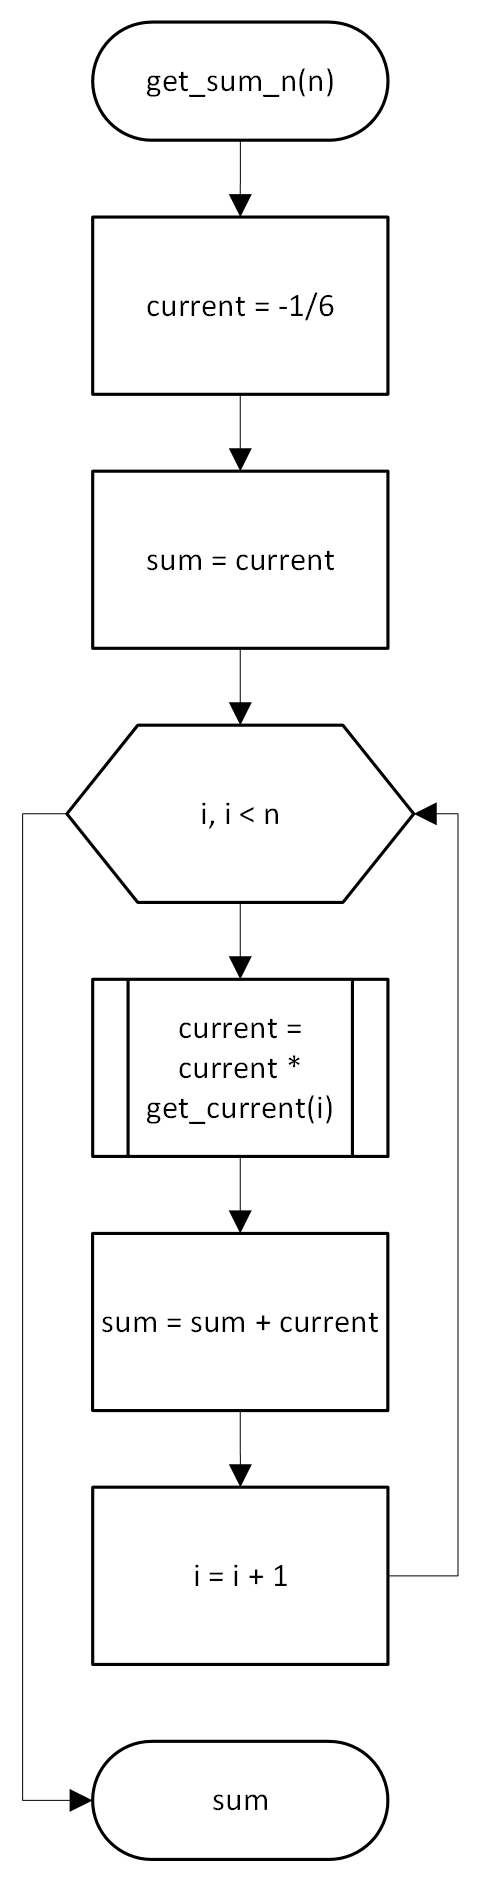 get_sum_n(n)
current = -1/6
sum = current
i, i < n
current =
current *
get_current(i)
sum = sum + current
i = i + 1
sum